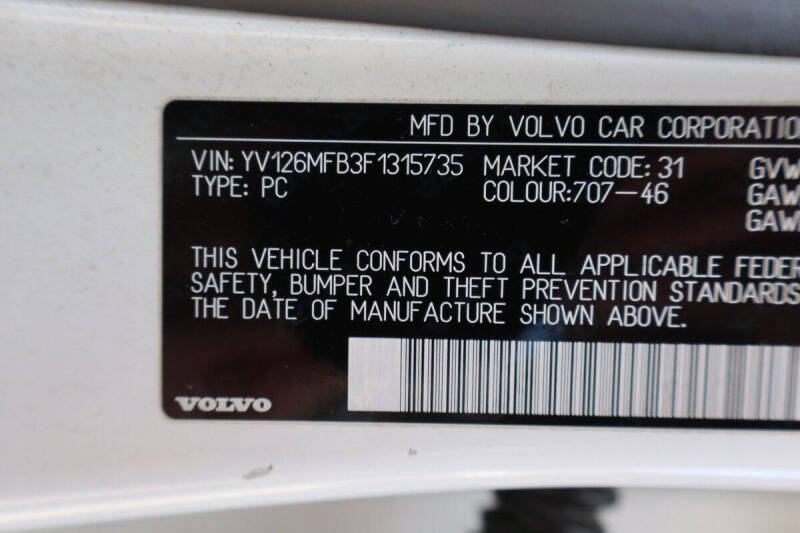 MFD BY VOLVO CAR CORPORATIO
VIN: YV126MFB3F1315735 MARKET CODE: 31 GVW
TYPE: PC COLOUR:707-46 GAW
GAW
THIS VEHICLE CONFORMS TO ALL APPLICABLE FEDER
SAFETY, BUMPER AND THEFT PREVENTION STANDARDS
THE DATE OF MANUFACTURE SHOWN ABOVE.
VOLVO